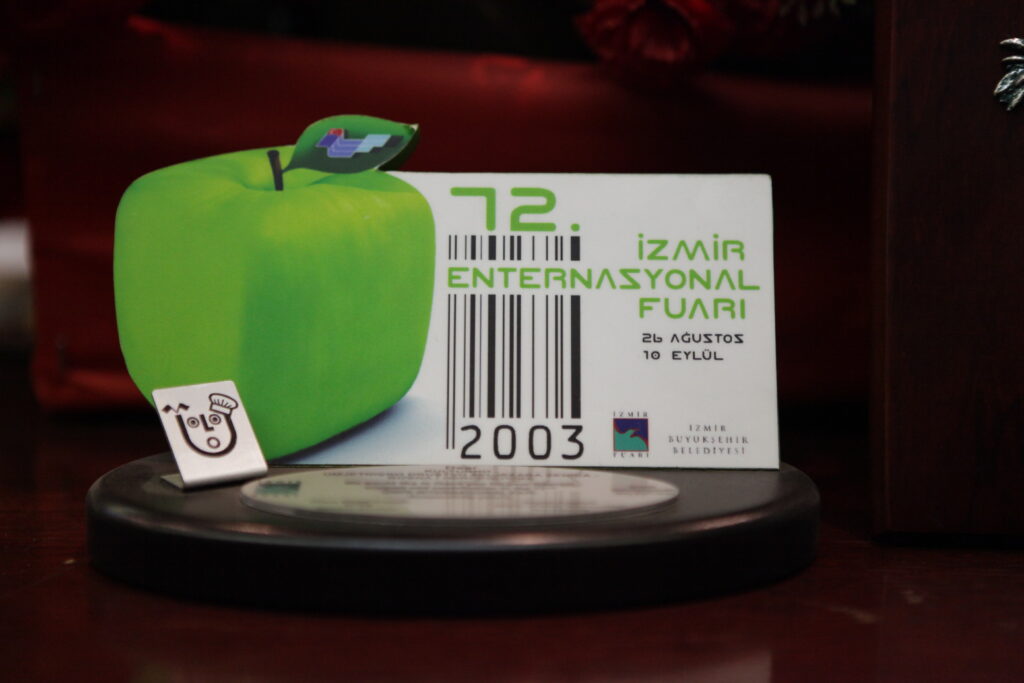 72.
İZMİR
ENTERNASYONAL
FUARI
26 AĞUSTOS
10 EYLÜL
2003
İZMİR
FUARI
İZMİR
BÜYÜKŞEHİR
BELEDİYESİ